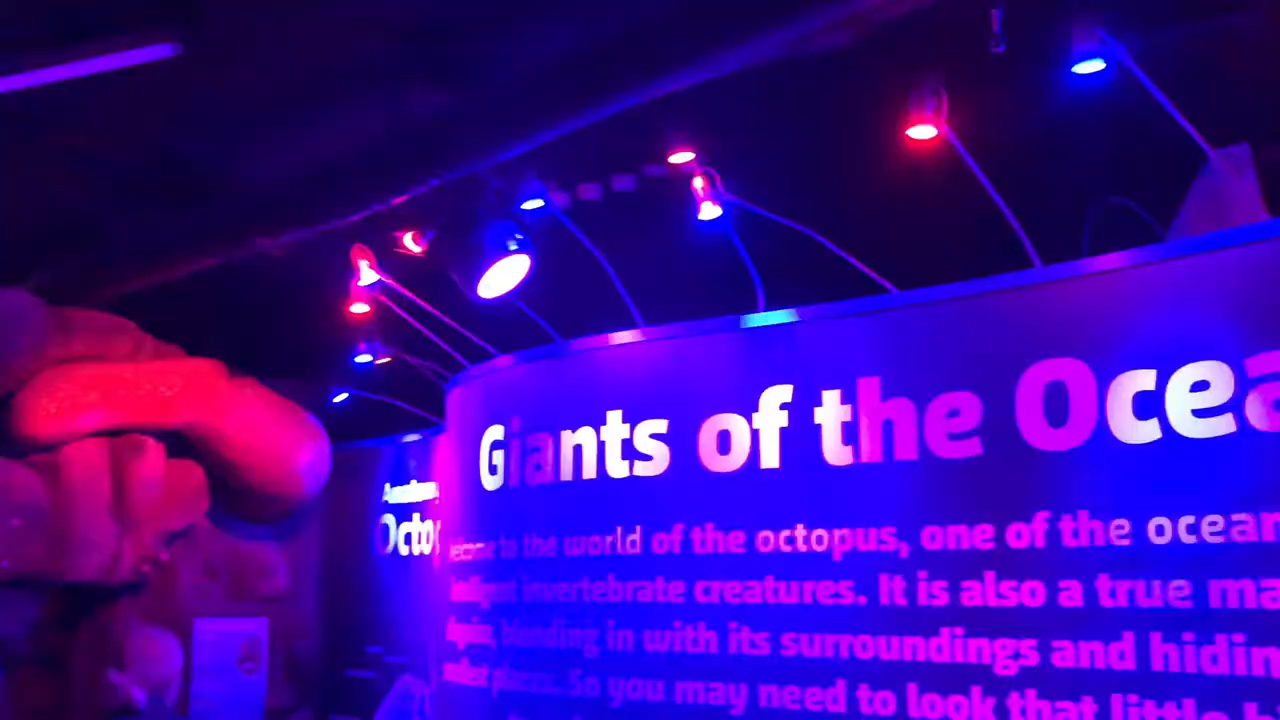 Giants of the Ocea
to the world of the octopus, one of the ocean
invertebrate creatures. It is also a true ma
blending in with its surroundings and hidin
places. So you may need to look that little
Octo